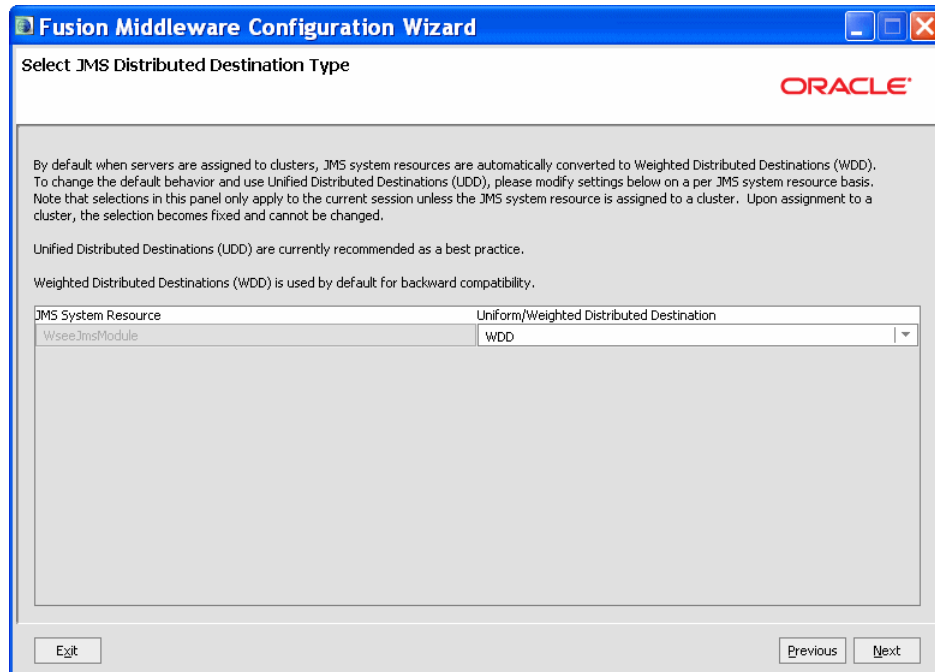 Fusion Middleware Configuration Wizard
Select JMS Distributed Destination Type
ORACLE
By default when servers are assigned to clusters, JMS system resources are automatically converted to Weighted Distributed Destinations (WDD).
To change the default behavior and use Unified Distributed Destinations (UDD), please modify settings below on a per JMS system resource basis.
Note that selections in this panel only apply to the current session unless the JMS system resource is assigned to a cluster.  Upon assignment to a
cluster, the selection becomes fixed and cannot be changed.
Unified Distributed Destinations (UDD) are currently recommended as a best practice.
Weighted Distributed Destinations (WDD) is used by default for backward compatibility.
JMS System Resource Uniform/Weighted Distributed Destination
WseeJmsModule WDD
Exit Previous Next